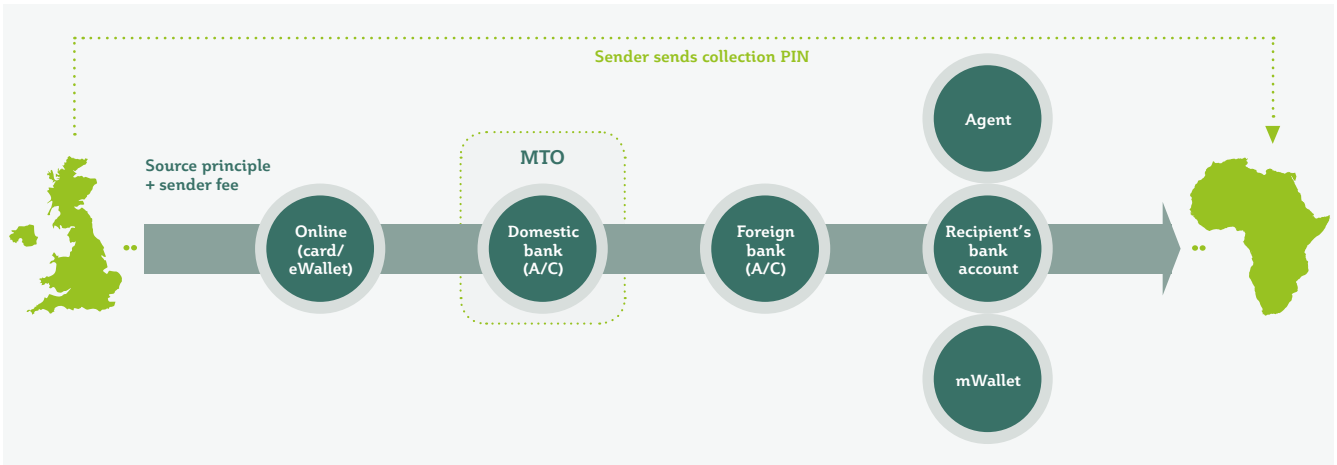 Sender sends collection PIN
Source principle
+ sender fee
MTO
Online
(card/
eWallet)
Domestic
bank
(A/C)
Foreign
bank
(A/C)
Agent
Recipient's
bank
account
mWallet